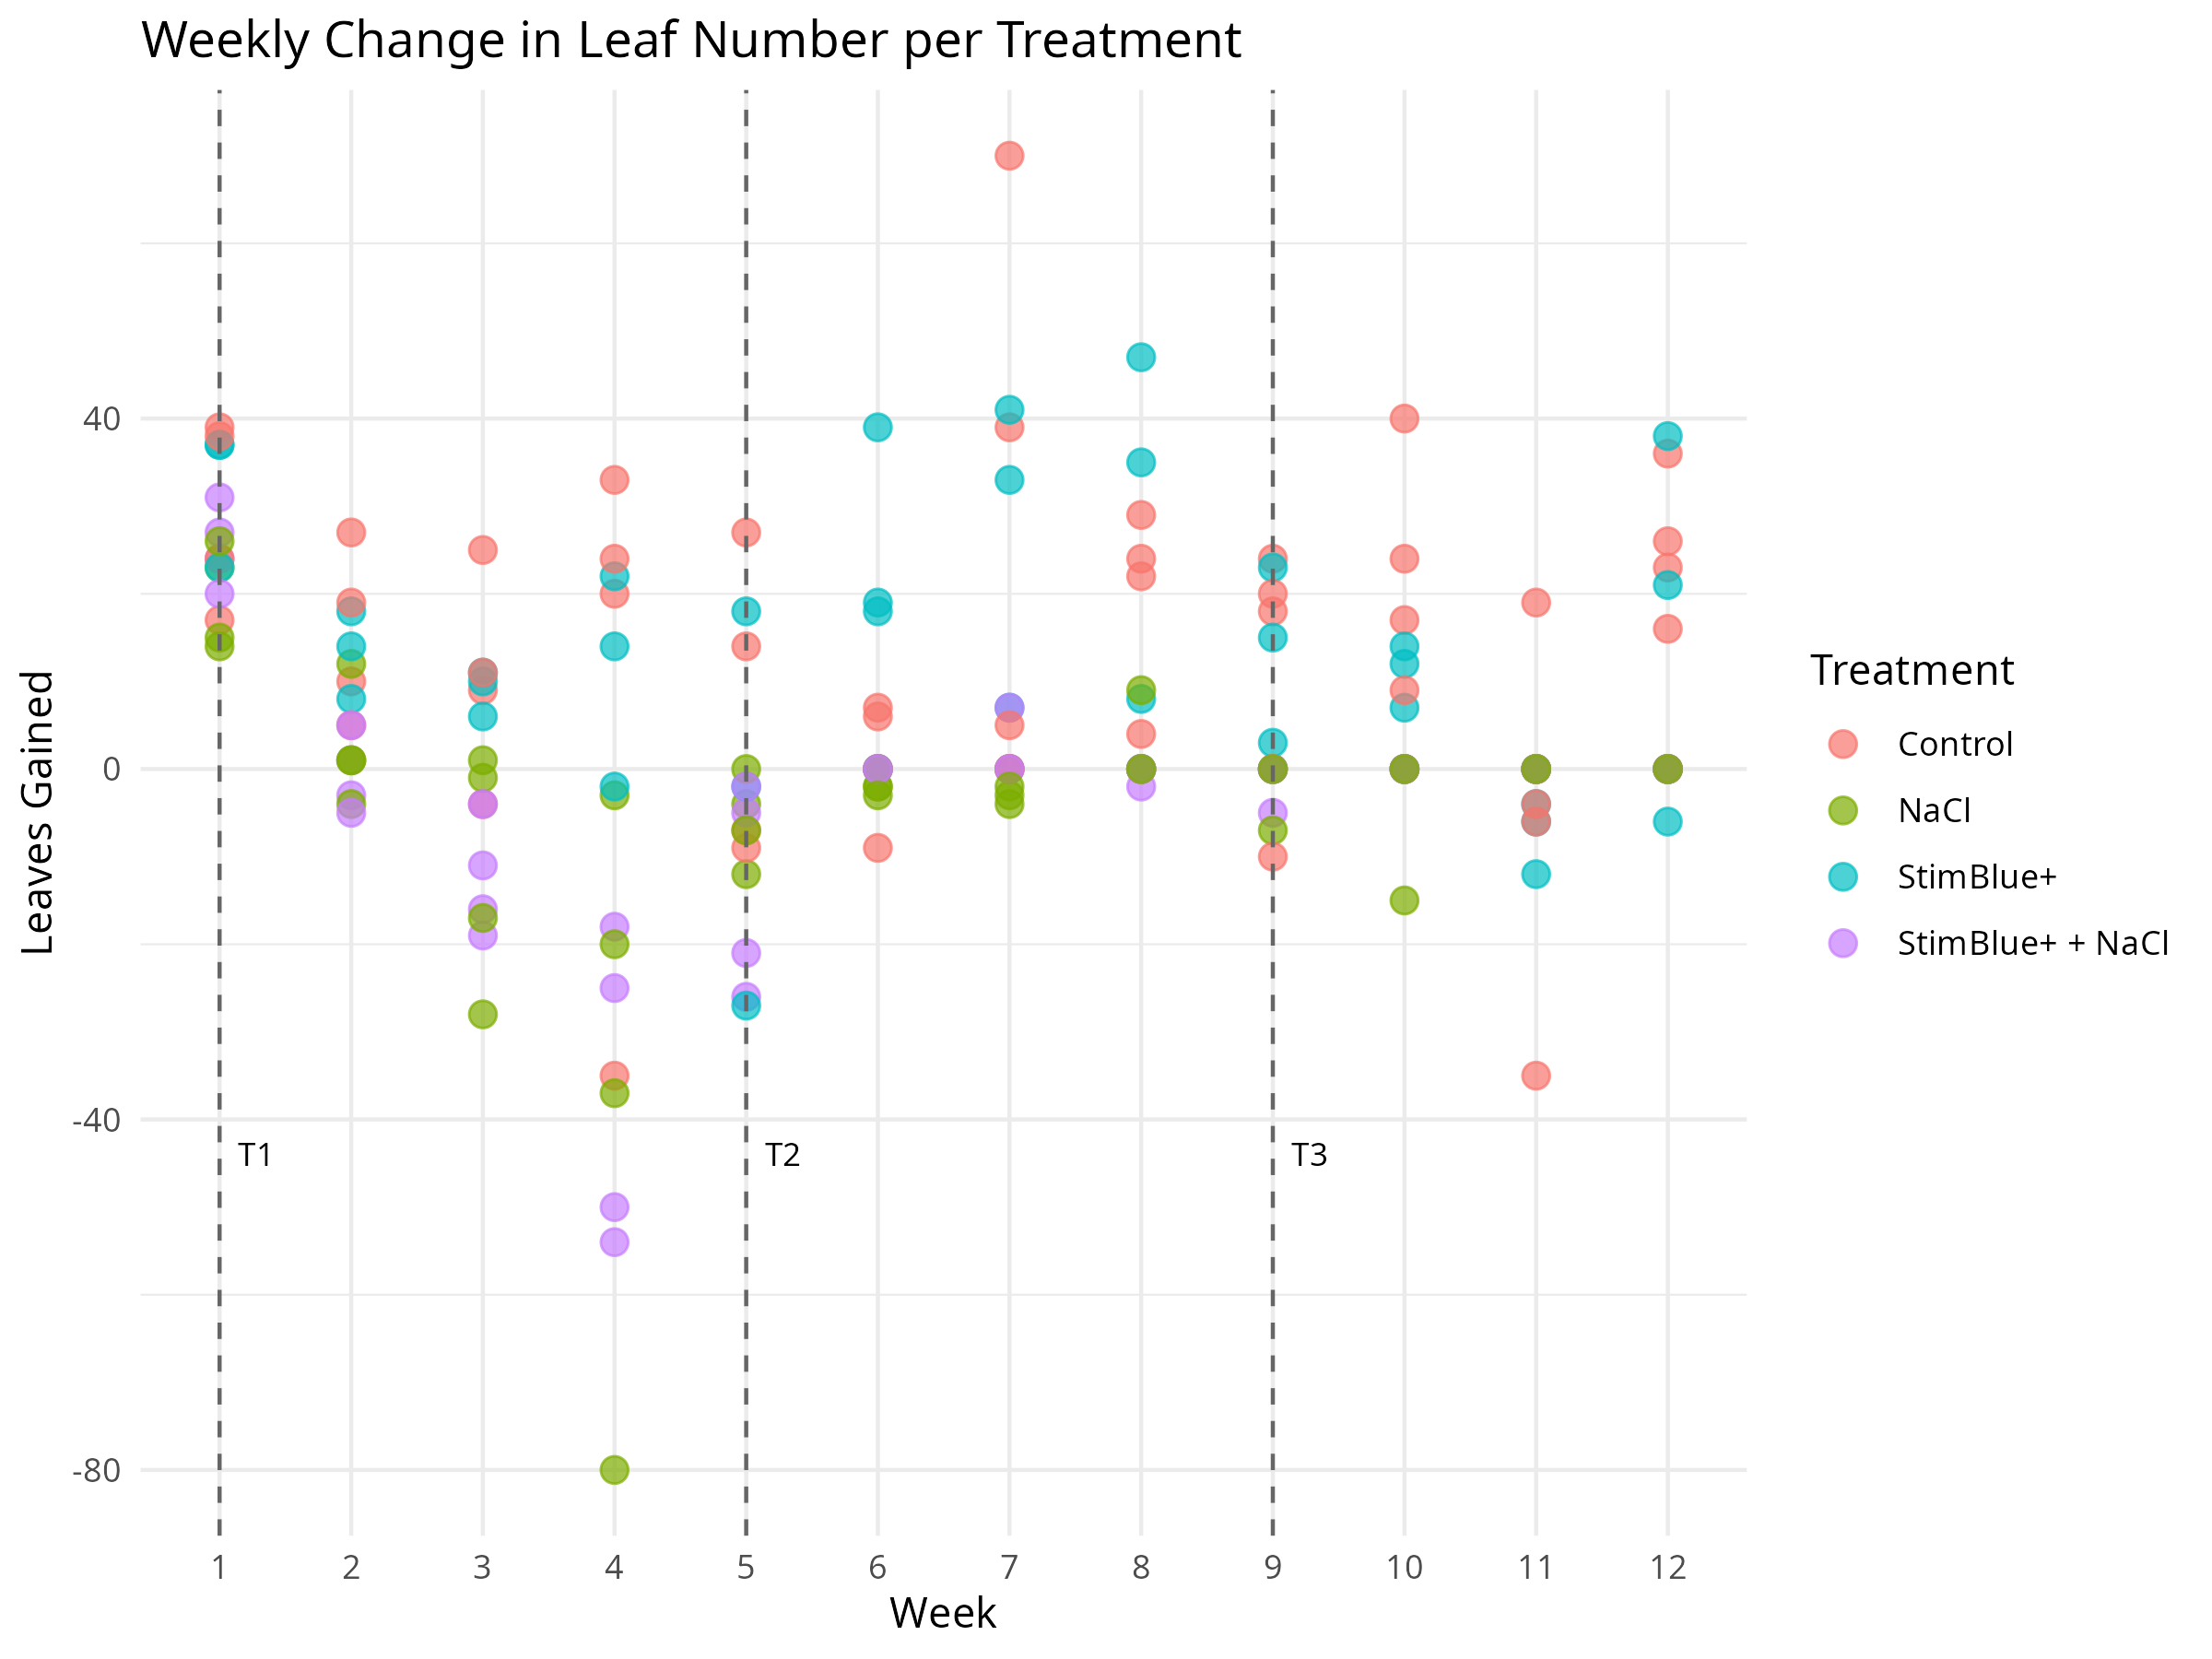 Weekly Change in Leaf Number per Treatment
Leaves Gained
40
0
-40
-80
T1
T2
T3
1 2 3 4 5 6 7 8 9 10 11 12
Week
Treatment
Control
NaCl
StimBlue+
StimBlue+ + NaCl